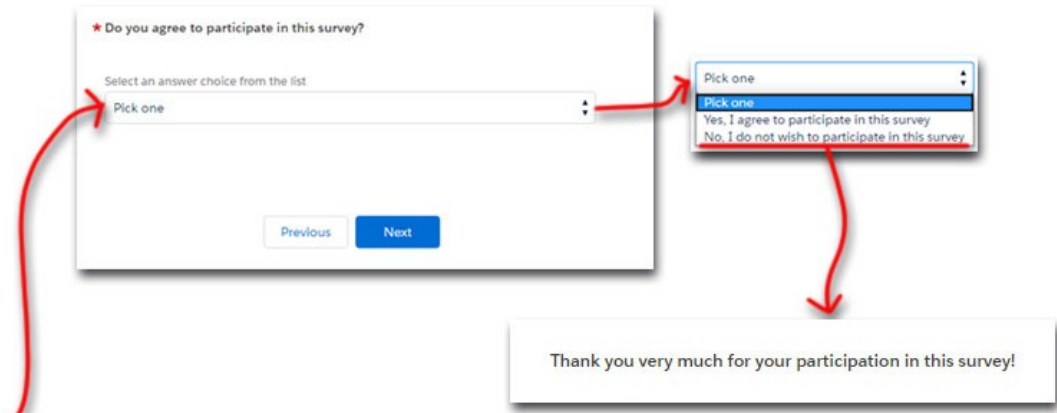 * Do you agree to participate in this survey?
Select an answer choice from the list
Pick one
Previous
Next
Pick one
Pick one
Yes, I agree to participate in this survey
No, I do not wish to participate in this survey
Thank you very much for your participation in this survey!